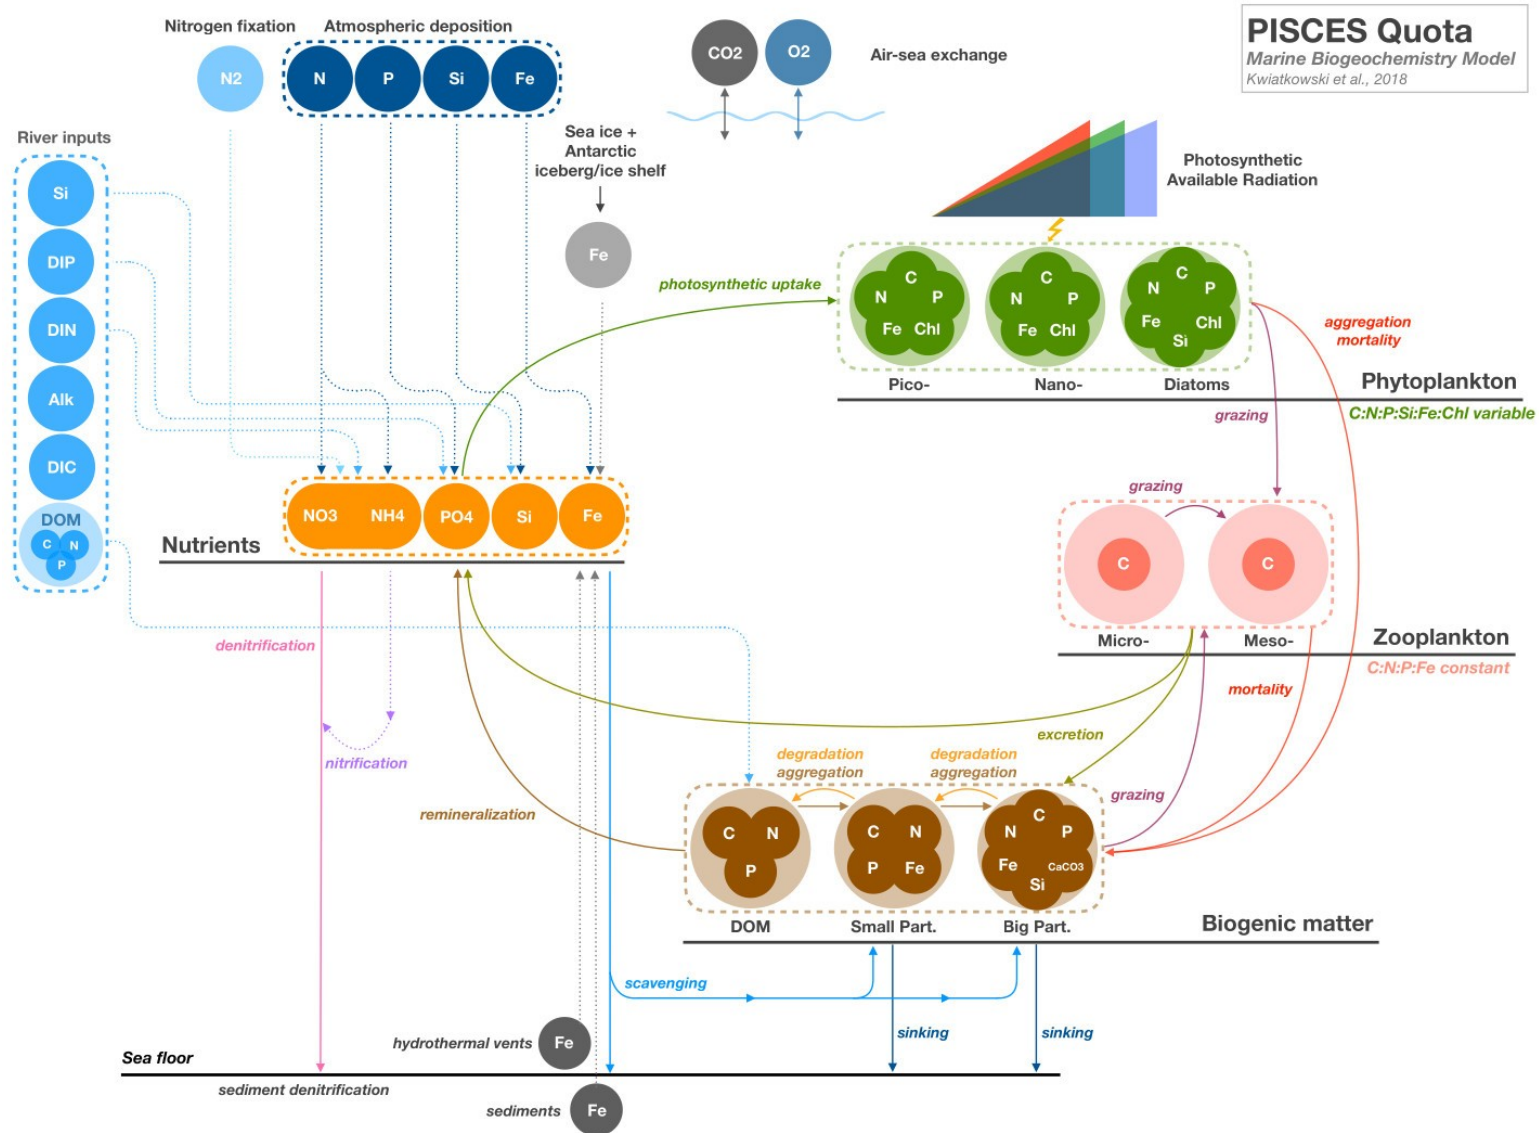 PISCES Quota
Marine Biogeochemistry Model
Kwiatkowski et al., 2018
Nitrogen fixation
Atmospheric deposition
N2
N
P
Si
Fe
CO2
O2
Air-sea exchange
River inputs
Si
DIP
DIN
Alk
DIC
DOM
C
N
P
Sea ice +
Antarctic
iceberg/ice shelf
Fe
Photosynthetic
Available Radiation
photosynthetic uptake
C
N
P
Fe
Chl
Pico-
C
N
P
Fe
Chl
Nano-
C
N
P
Fe
Chl
Si
Diatoms
aggregation
mortality
Phytoplankton
C:N:P:Si:Fe:Chl variable
grazing
NO3
NH4
PO4
Si
Fe
Nutrients
grazing
C
C
Micro-
Meso-
Zooplankton
C:N:P:Fe constant
denitrification
nitrification
mortality
excretion
remineralization
degradation
aggregation
degradation
aggregation
grazing
C
N
P
DOM
C
N
P
Fe
Small Part.
C
N
P
Fe
CaCO3
Si
Big Part.
Biogenic matter
scavenging
sinking
sinking
hydrothermal vents
Fe
Sea floor
sediment denitrification
sediments
Fe